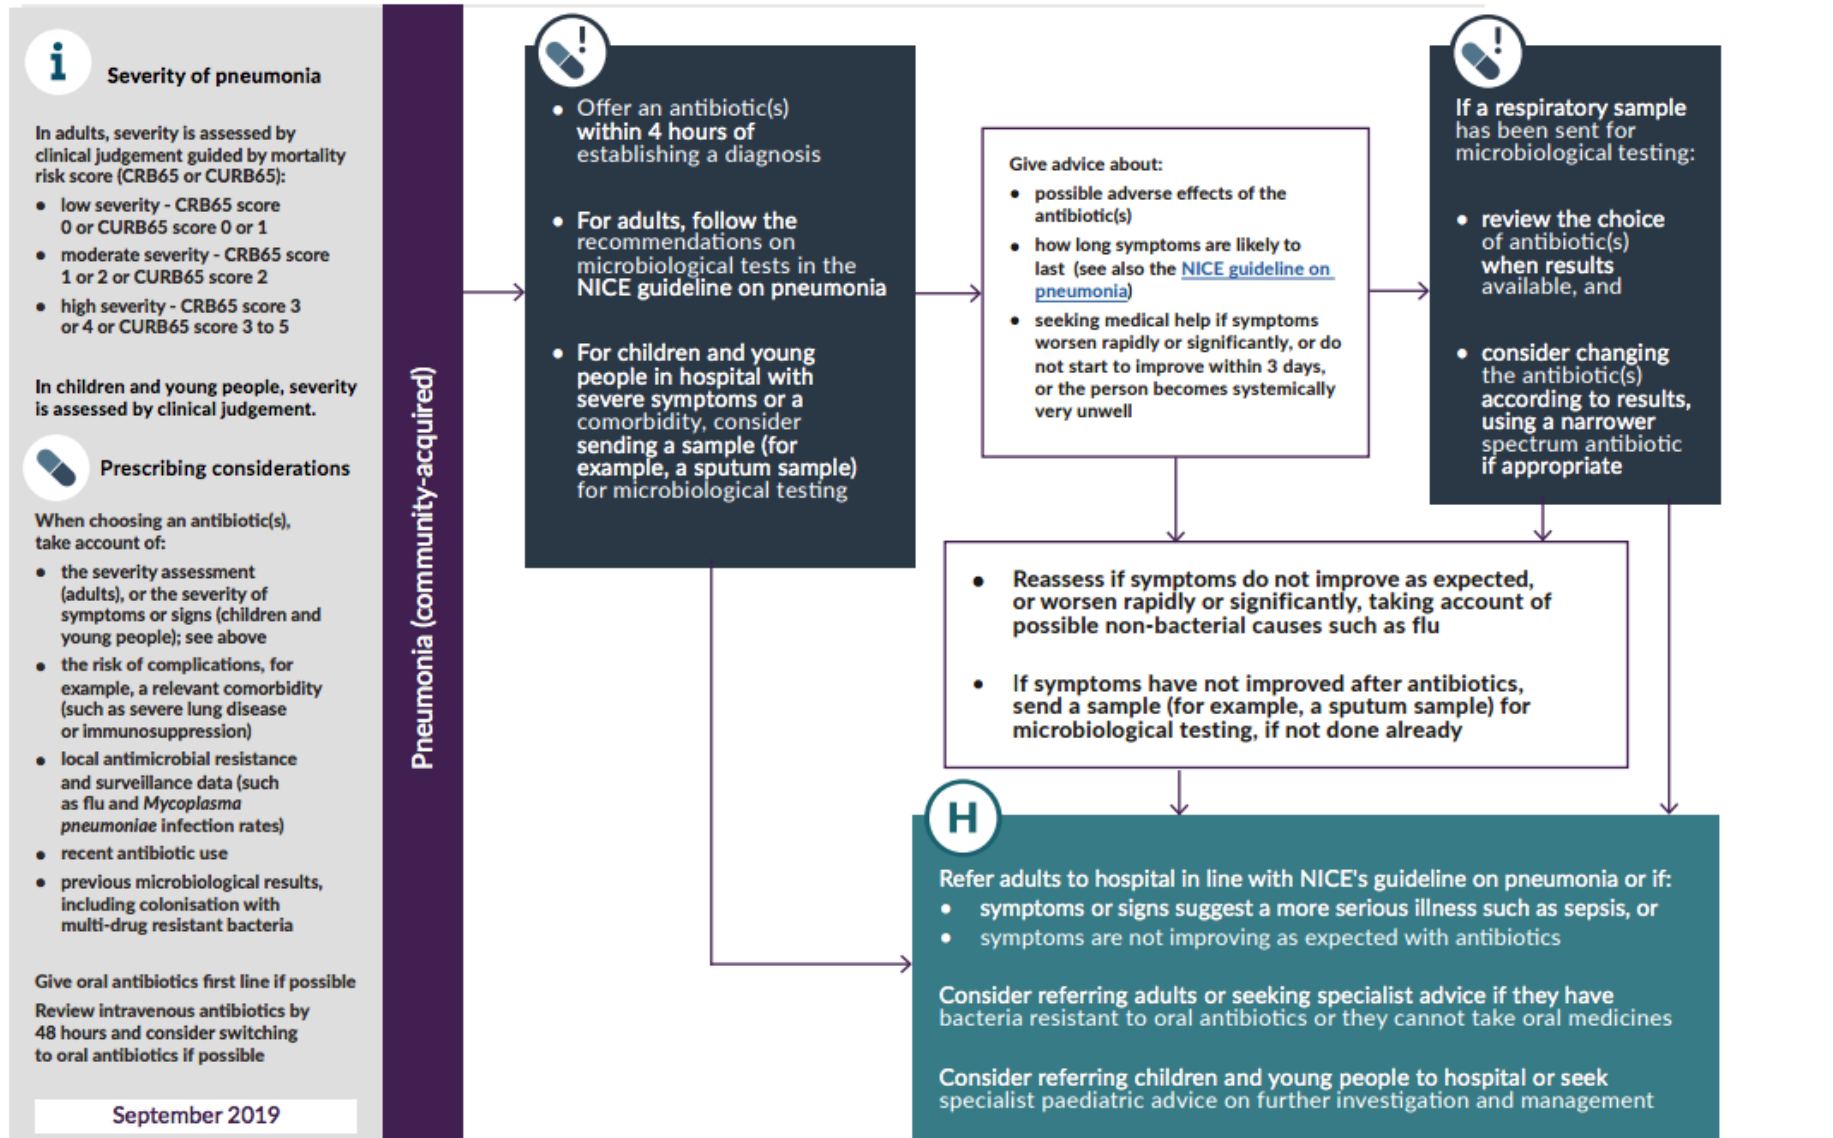 i
Severity of pneumonia
In adults, severity is assessed by
clinical judgement guided by mortality
risk score (CRB65 or CURB65):
• low severity - CRB65 score
0 or CURB65 score 0 or 1
• moderate severity - CRB65 score
1 or 2 or CURB65 score 2
• high severity - CRB65 score 3
or 4 or CURB65 score 3 to 5
In children and young people, severity
is assessed by clinical judgement.
Prescribing considerations
When choosing an antibiotic(s),
take account of:
• the severity assessment
(adults), or the severity of
symptoms or signs (children and
young people); see above
• the risk of complications, for
example, a relevant comorbidity
(such as severe lung disease
or immunosuppression)
• local antimicrobial resistance
and surveillance data (such
as flu and Mycoplasma
pneumoniae infection rates)
• recent antibiotic use
• previous microbiological results,
including colonisation with
multi-drug resistant bacteria
Give oral antibiotics first line if possible
Review intravenous antibiotics by
48 hours and consider switching
to oral antibiotics if possible
September 2019
Pneumonia (community-acquired)
!
• Offer an antibiotic(s)
within 4 hours of
establishing a diagnosis
• For adults, follow the
recommendations on
microbiological tests in the
NICE guideline on pneumonia
• For children and young
people in hospital with
severe symptoms or a
comorbidity, consider
sending a sample (for
example, a sputum sample)
for microbiological testing
Give advice about:
• possible adverse effects of the
antibiotic(s)
• how long symptoms are likely to
last (see also the NICE guideline on
pneumonia)
• seeking medical help if symptoms
worsen rapidly or significantly, or do
not start to improve within 3 days,
or the person becomes systemically
very unwell
!
If a respiratory sample
has been sent for
microbiological testing:
• review the choice
of antibiotic(s)
when results
available, and
• consider changing
the antibiotic(s)
according to results,
using a narrower
spectrum antibiotic
if appropriate
• Reassess if symptoms do not improve as expected,
or worsen rapidly or significantly, taking account of
possible non-bacterial causes such as flu
• If symptoms have not improved after antibiotics,
send a sample (for example, a sputum sample) for
microbiological testing, if not done already
H
Refer adults to hospital in line with NICE's guideline on pneumonia or if:
• symptoms or signs suggest a more serious illness such as sepsis, or
• symptoms are not improving as expected with antibiotics
Consider referring adults or seeking specialist advice if they have
bacteria resistant to oral antibiotics or they cannot take oral medicines
Consider referring children and young people to hospital or seek
specialist paediatric advice on further investigation and management